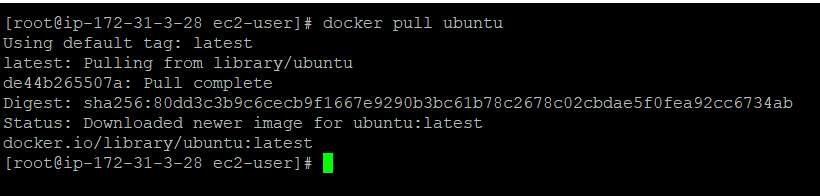 [root@ip-172-31-3-28 ec2-user]# docker pull ubuntu
Using default tag: latest
latest: Pulling from library/ubuntu
de44b265507a: Pull complete
Digest: sha256:80dd3c3b9c6cecb9f1667e9290b3bc61b78c2678c02cbdae5f0fea92cc6734ab
Status: Downloaded newer image for ubuntu:latest
docker.io/library/ubuntu:latest
[root@ip-172-31-3-28 ec2-user]#